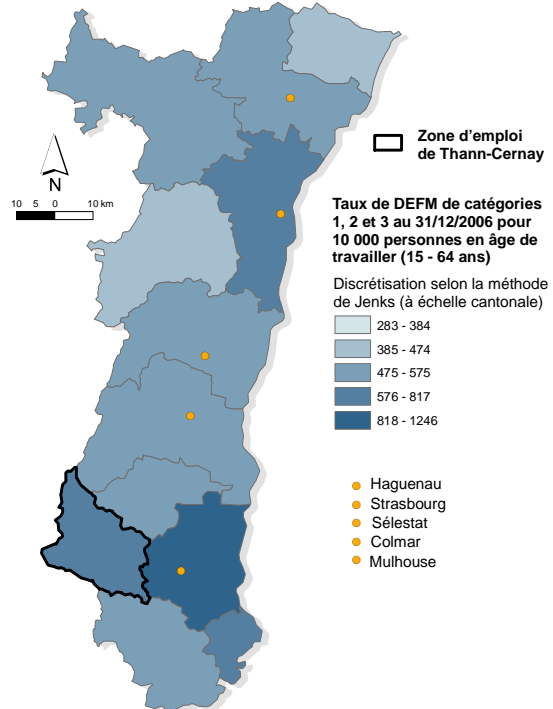 Zone d'emploi
de Thann-Cernay
N
10 5 0 10 km
Taux de DEFM de catégories
1, 2 et 3 au 31/12/2006 pour
10 000 personnes en âge de
travailler (15 - 64 ans)
Discrétisation selon la méthode
de Jenks (à échelle cantonale)
283 - 384
385 - 474
475 - 575
576 - 817
818 - 1246
Haguenau
Strasbourg
Sélestat
Colmar
Mulhouse